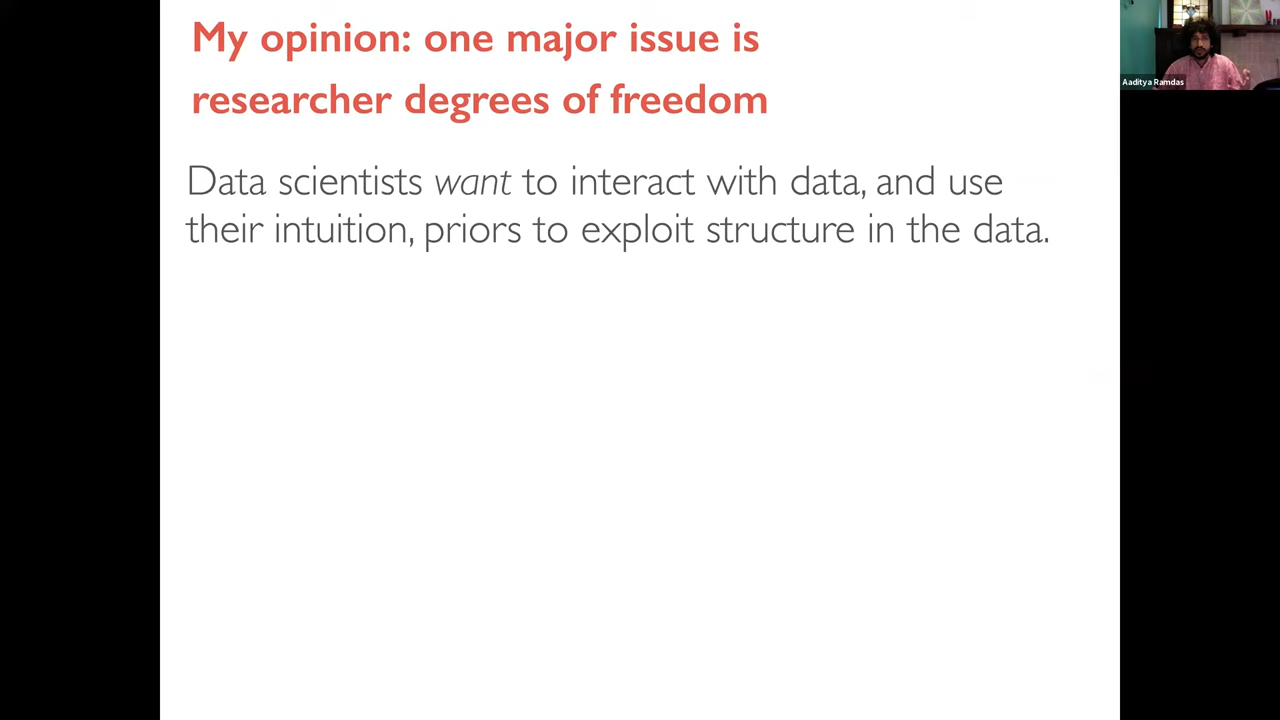 My opinion: one major issue is
researcher degrees of freedom
Data scientists want to interact with data, and use
their intuition, priors to exploit structure in the data.
Aaditya Ramdas